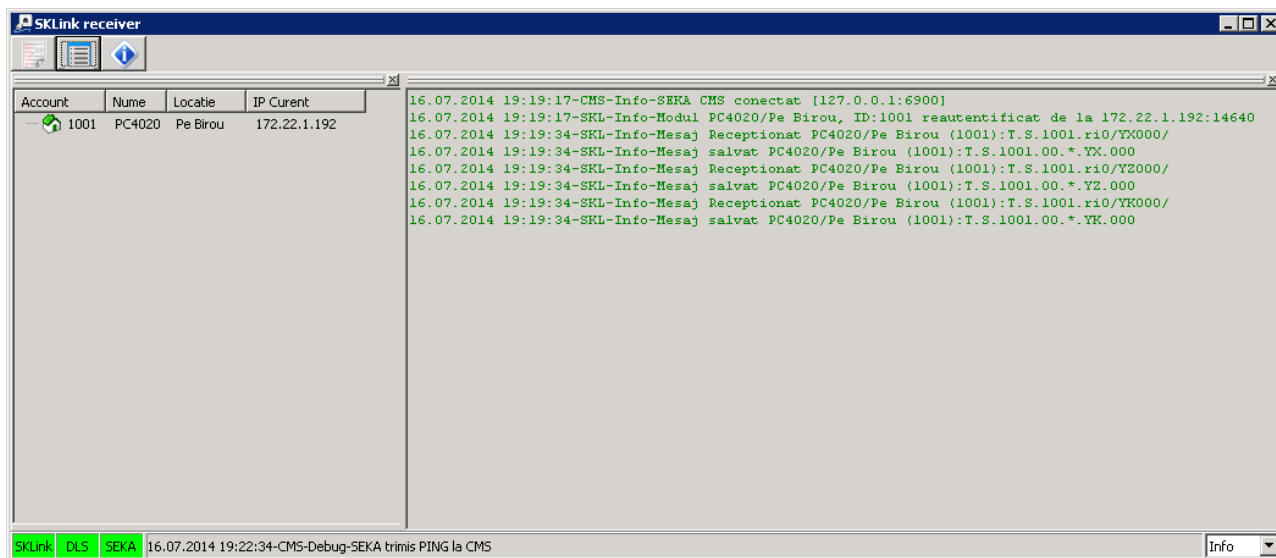 SKLink receiver
Account Nume Locatie IP Curent
1001 PC4020 Pe Birou 172.22.1.192
16.07.2014 19:19:17-CMS-Info-SEKA CMS conectat [127.0.0.1:6900]
16.07.2014 19:19:17-SKL-Info-Modul PC4020/Pe Birou, ID:1001 reautentificat de la 172.22.1.192:14640
16.07.2014 19:19:34-SKL-Info-Mesaj Receptionat PC4020/Pe Birou (1001):T.S.1001.ri0/YX000/
16.07.2014 19:19:34-SKL-Info-Mesaj salvat PC4020/Pe Birou (1001):T.S.1001.00.*.YX.000
16.07.2014 19:19:34-SKL-Info-Mesaj Receptionat PC4020/Pe Birou (1001):T.S.1001.ri0/YZ000/
16.07.2014 19:19:34-SKL-Info-Mesaj salvat PC4020/Pe Birou (1001):T.S.1001.00.*.YZ.000
16.07.2014 19:19:34-SKL-Info-Mesaj Receptionat PC4020/Pe Birou (1001):T.S.1001.ri0/YK000/
16.07.2014 19:19:34-SKL-Info-Mesaj salvat PC4020/Pe Birou (1001):T.S.1001.00.*.YK.000
SKLink DLS SEKA 16.07.2014 19:22:34-CMS-Debug-SEKA trimis PING la CMS Info